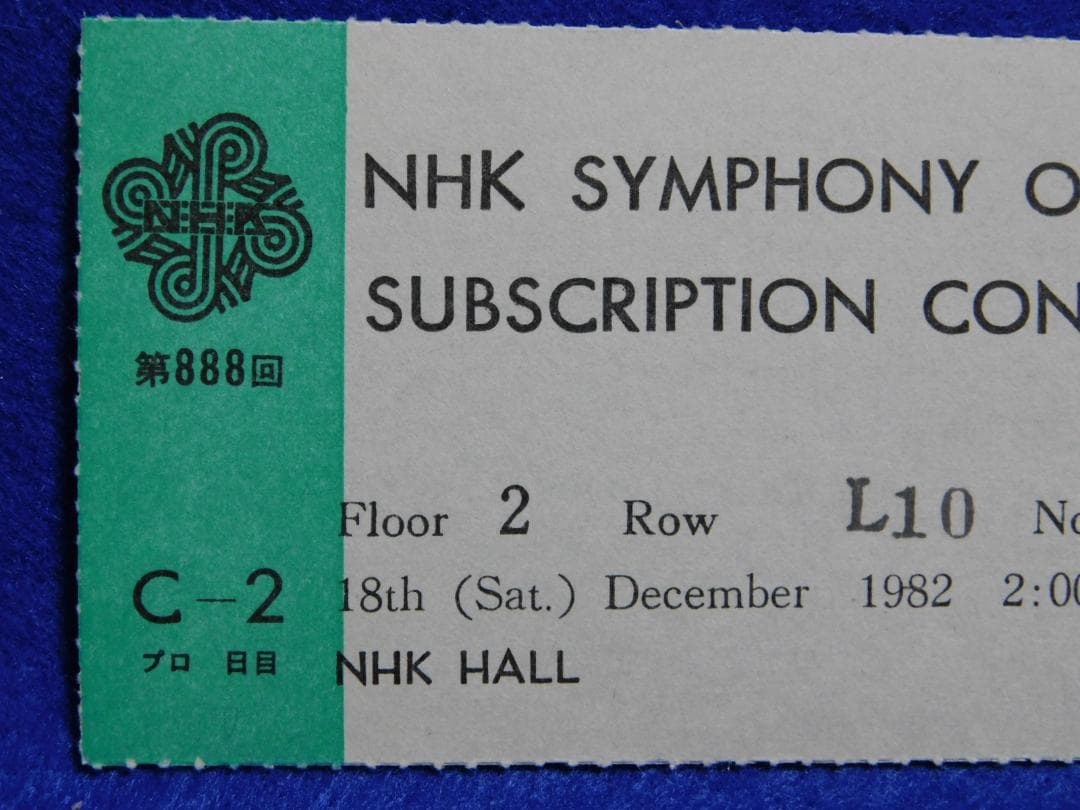 N·H·K
第888回
C－2
プロ 日目
NHK SYMPHONY O
SUBSCRIPTION CON
Floor 2 Row L10 No
18th (Sat.) December 1982 2:00
NHK HALL